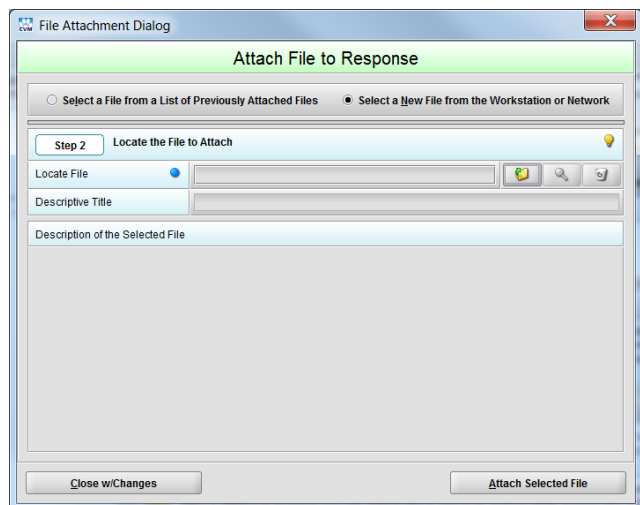 File Attachment Dialog
Attach File to Response
Select a File from a List of Previously Attached Files
Select a New File from the Workstation or Network
Step 2 Locate the File to Attach
Locate File
Descriptive Title
Description of the Selected File
Close w/Changes
Attach Selected File